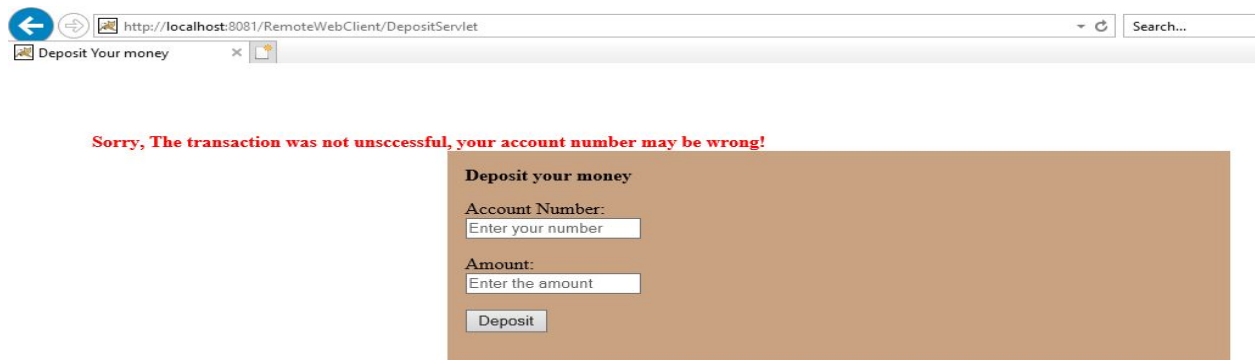 http://localhost:8081/RemoteWebClient/DepositServlet
Search...
Deposit Your money
Sorry, The transaction was not unsccessful, your account number may be wrong!
Deposit your money
Account Number:
Enter your number
Amount:
Enter the amount
Deposit